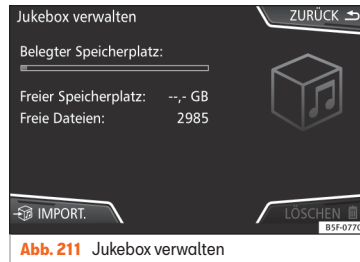 Jukebox verwalten
ZURÜCK
Belegter Speicherplatz:
Freier Speicherplatz: --,- GB
Freie Dateien: 2985
IMPORT.
LÖSCHEN
B5F-0770
Abb. 211 Jukebox verwalten